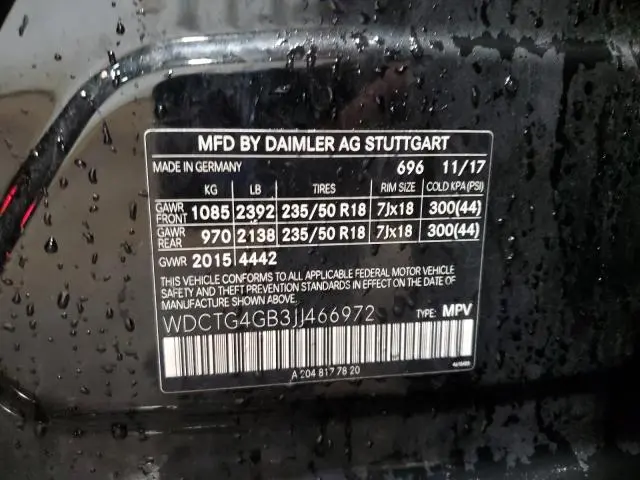 MFD BY DAIMLER AG STUTTGART
MADE IN GERMANY 696 11/17
KG LB TIRES RIM SIZE COLD KPA (PSI)
GAWR FRONT 1085 2392 235/50 R18 7Jx18 300(44)
GAWR REAR 970 2138 235/50 R18 7Jx18 300(44)
GVWR 2015 4442
THIS VEHICLE CONFORMS TO ALL APPLICABLE FEDERAL MOTOR VEHICLE
SAFETY AND THEFT PREVENTION STANDARDS IN EFFECT ON THE DATE
OF MANUFACTURE SHOWN ABOVE.
WDCTG4GB3JJ466972 TYPE: MPV
A 204 817 78 20